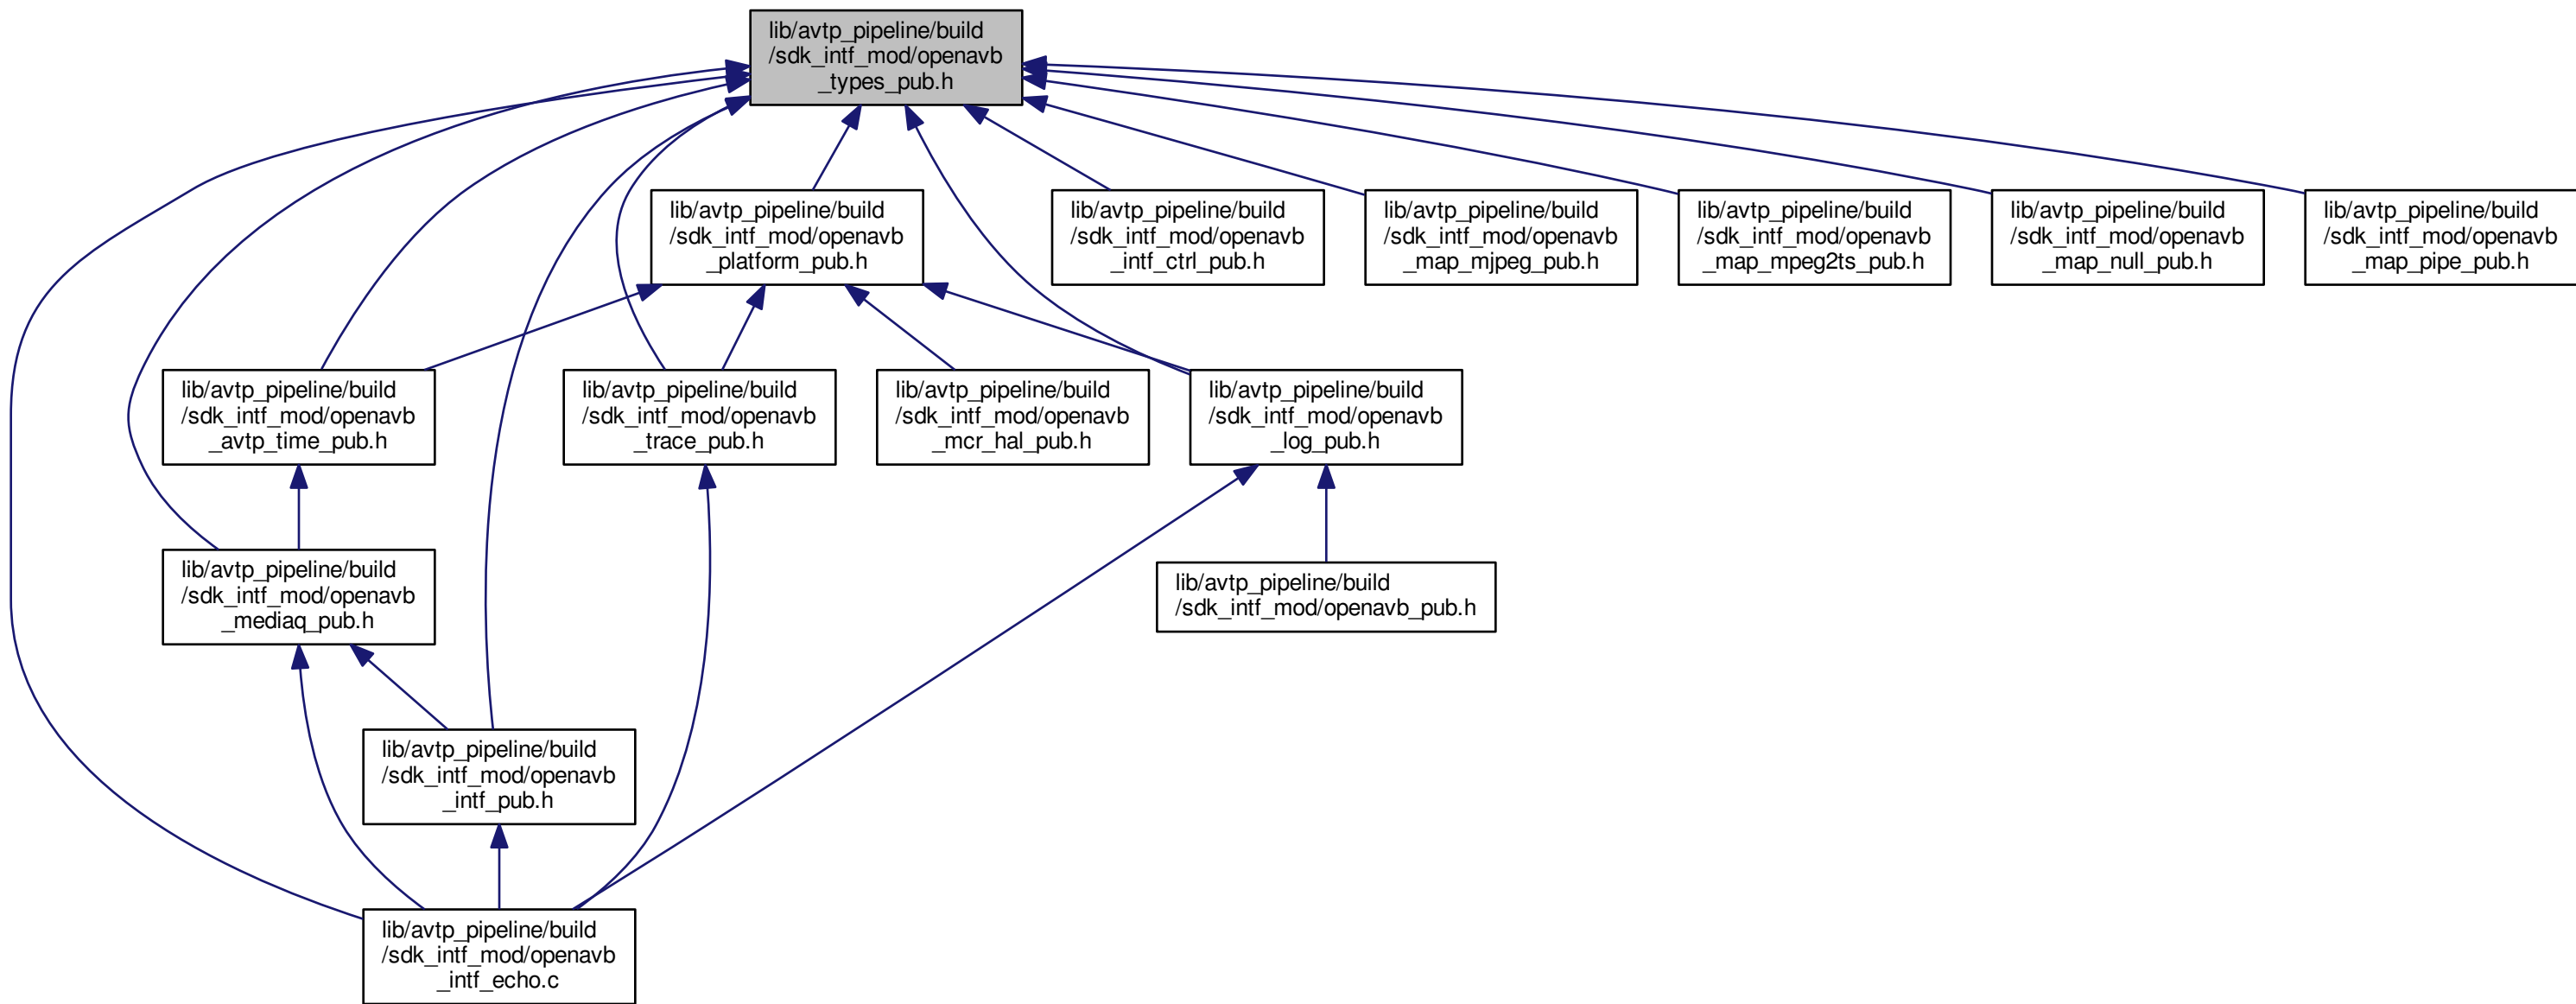 lib/avtp_pipeline/build
/sdk_intf_mod/openavb
_types_pub.h
lib/avtp_pipeline/build
/sdk_intf_mod/openavb
_platform_pub.h
lib/avtp_pipeline/build
/sdk_intf_mod/openavb
_intf_ctrl_pub.h
lib/avtp_pipeline/build
/sdk_intf_mod/openavb
_map_mjpeg_pub.h
lib/avtp_pipeline/build
/sdk_intf_mod/openavb
_map_mpeg2ts_pub.h
lib/avtp_pipeline/build
/sdk_intf_mod/openavb
_map_null_pub.h
lib/avtp_pipeline/build
/sdk_intf_mod/openavb
_map_pipe_pub.h
lib/avtp_pipeline/build
/sdk_intf_mod/openavb
_avtp_time_pub.h
lib/avtp_pipeline/build
/sdk_intf_mod/openavb
_trace_pub.h
lib/avtp_pipeline/build
/sdk_intf_mod/openavb
_mcr_hal_pub.h
lib/avtp_pipeline/build
/sdk_intf_mod/openavb
_log_pub.h
lib/avtp_pipeline/build
/sdk_intf_mod/openavb
_mediaq_pub.h
lib/avtp_pipeline/build
/sdk_intf_mod/openavb_pub.h
lib/avtp_pipeline/build
/sdk_intf_mod/openavb
_intf_pub.h
lib/avtp_pipeline/build
/sdk_intf_mod/openavb
_intf_echo.c